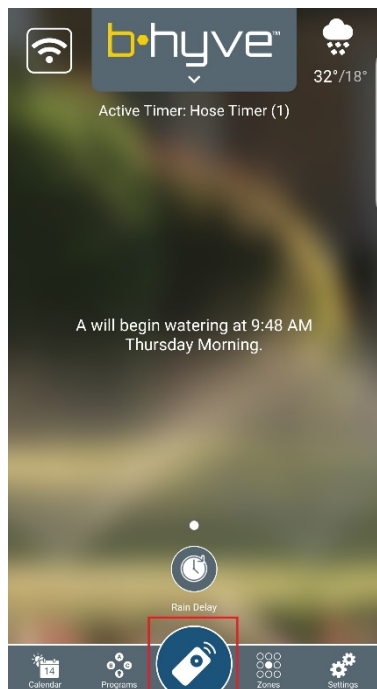 b•hyve™
32°/18°
Active Timer: Hose Timer (1)
A will begin watering at 9:48 AM
Thursday Morning.
Rain Delay
14
A
B C
D
Calendar Programs Zones Settings